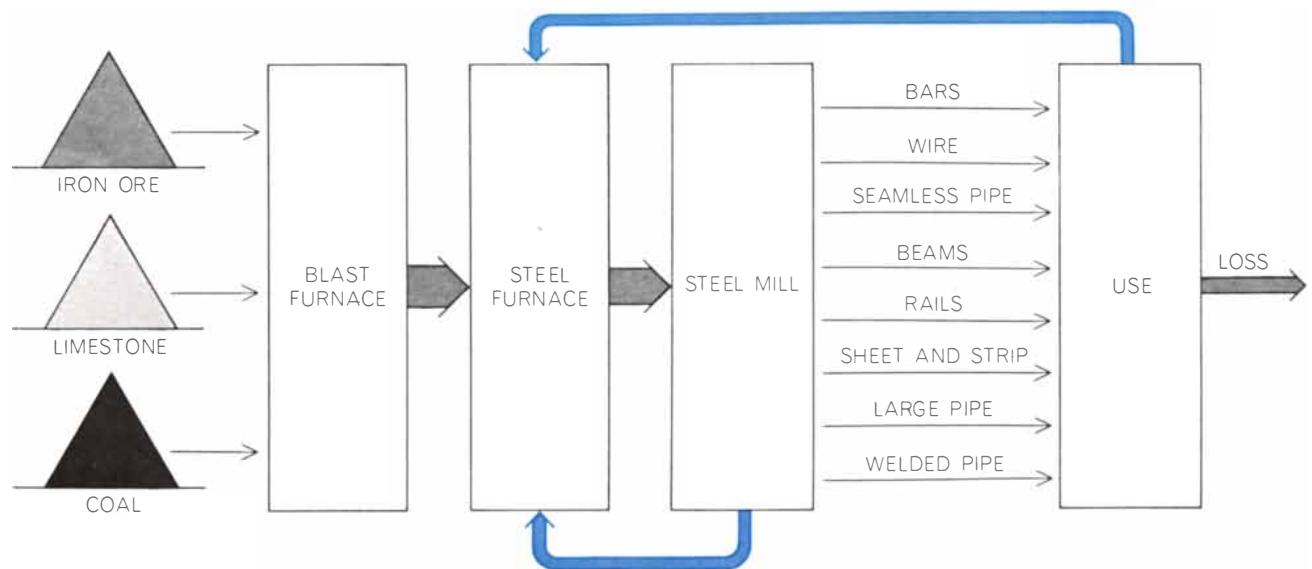 IRON ORE
LIMESTONE
COAL
BLAST
FURNACE
STEEL
FURNACE
STEEL MILL
BARS
WIRE
SEAMLESS PIPE
BEAMS
RAILS
SHEET AND STRIP
LARGE PIPE
WELDED PIPE
USE
LOSS